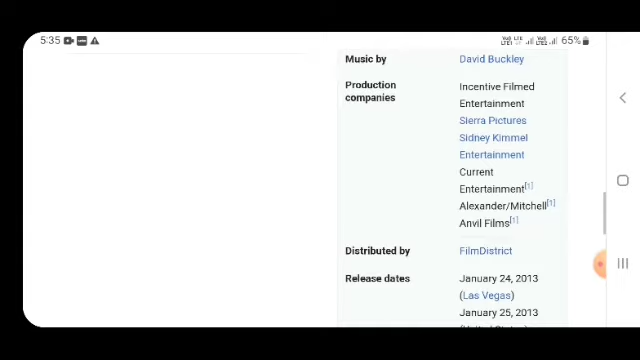 5:35 65%
Music by David Buckley
Production companies Incentive Filmed Entertainment
Sierra Pictures
Sidney Kimmel Entertainment
Current Entertainment[1]
Alexander/Mitchell[1]
Anvil Films[1]
Distributed by FilmDistrict
Release dates January 24, 2013
(Las Vegas)
January 25, 2013